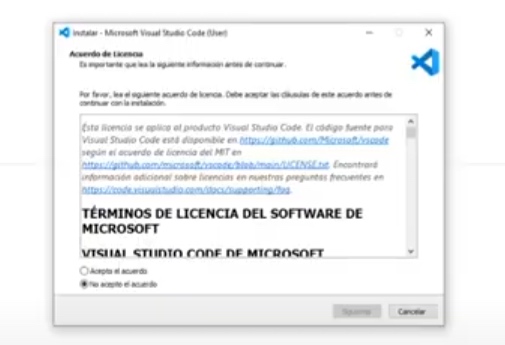 Instalar - Microsoft Visual Studio Code (User)
Acuerdo de Licencia
Es importante que lea la siguiente información antes de continuar.
Por favor, lea el siguiente acuerdo de licencia. Debe aceptar las cláusulas de este acuerdo antes de
continuar con la instalación.
Esta licencia se aplica al producto Visual Studio Code. El código fuente para
Visual Studio Code está disponible en https://github.com/Microsoft/vscode
según el acuerdo de licencia del MIT en
https://github.com/microsoft/vscode/blob/main/LICENSE.txt. Encontrará
información adicional sobre licencias en nuestras preguntas frecuentes en
https://code.visualstudio.com/docs/supporting/faq.
TÉRMINOS DE LICENCIA DEL SOFTWARE DE
MICROSOFT
VISUAL STUDIO CODE DE MICROSOFT
Acepto el acuerdo
No acepto el acuerdo
Siguiente
Cancelar